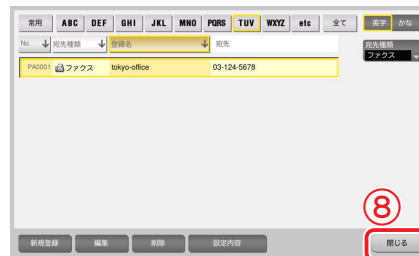 常用 ABC DEF GHI JKL MNO PQRS TUV WXYZ etc 全て 英字 かな
No. 宛先種類 登録名 宛先 宛先種類
ファクス
PA0001 ファクス tokyo-office 03-124-5678
⑧
新規登録 編集 削除 設定内容 閉じる